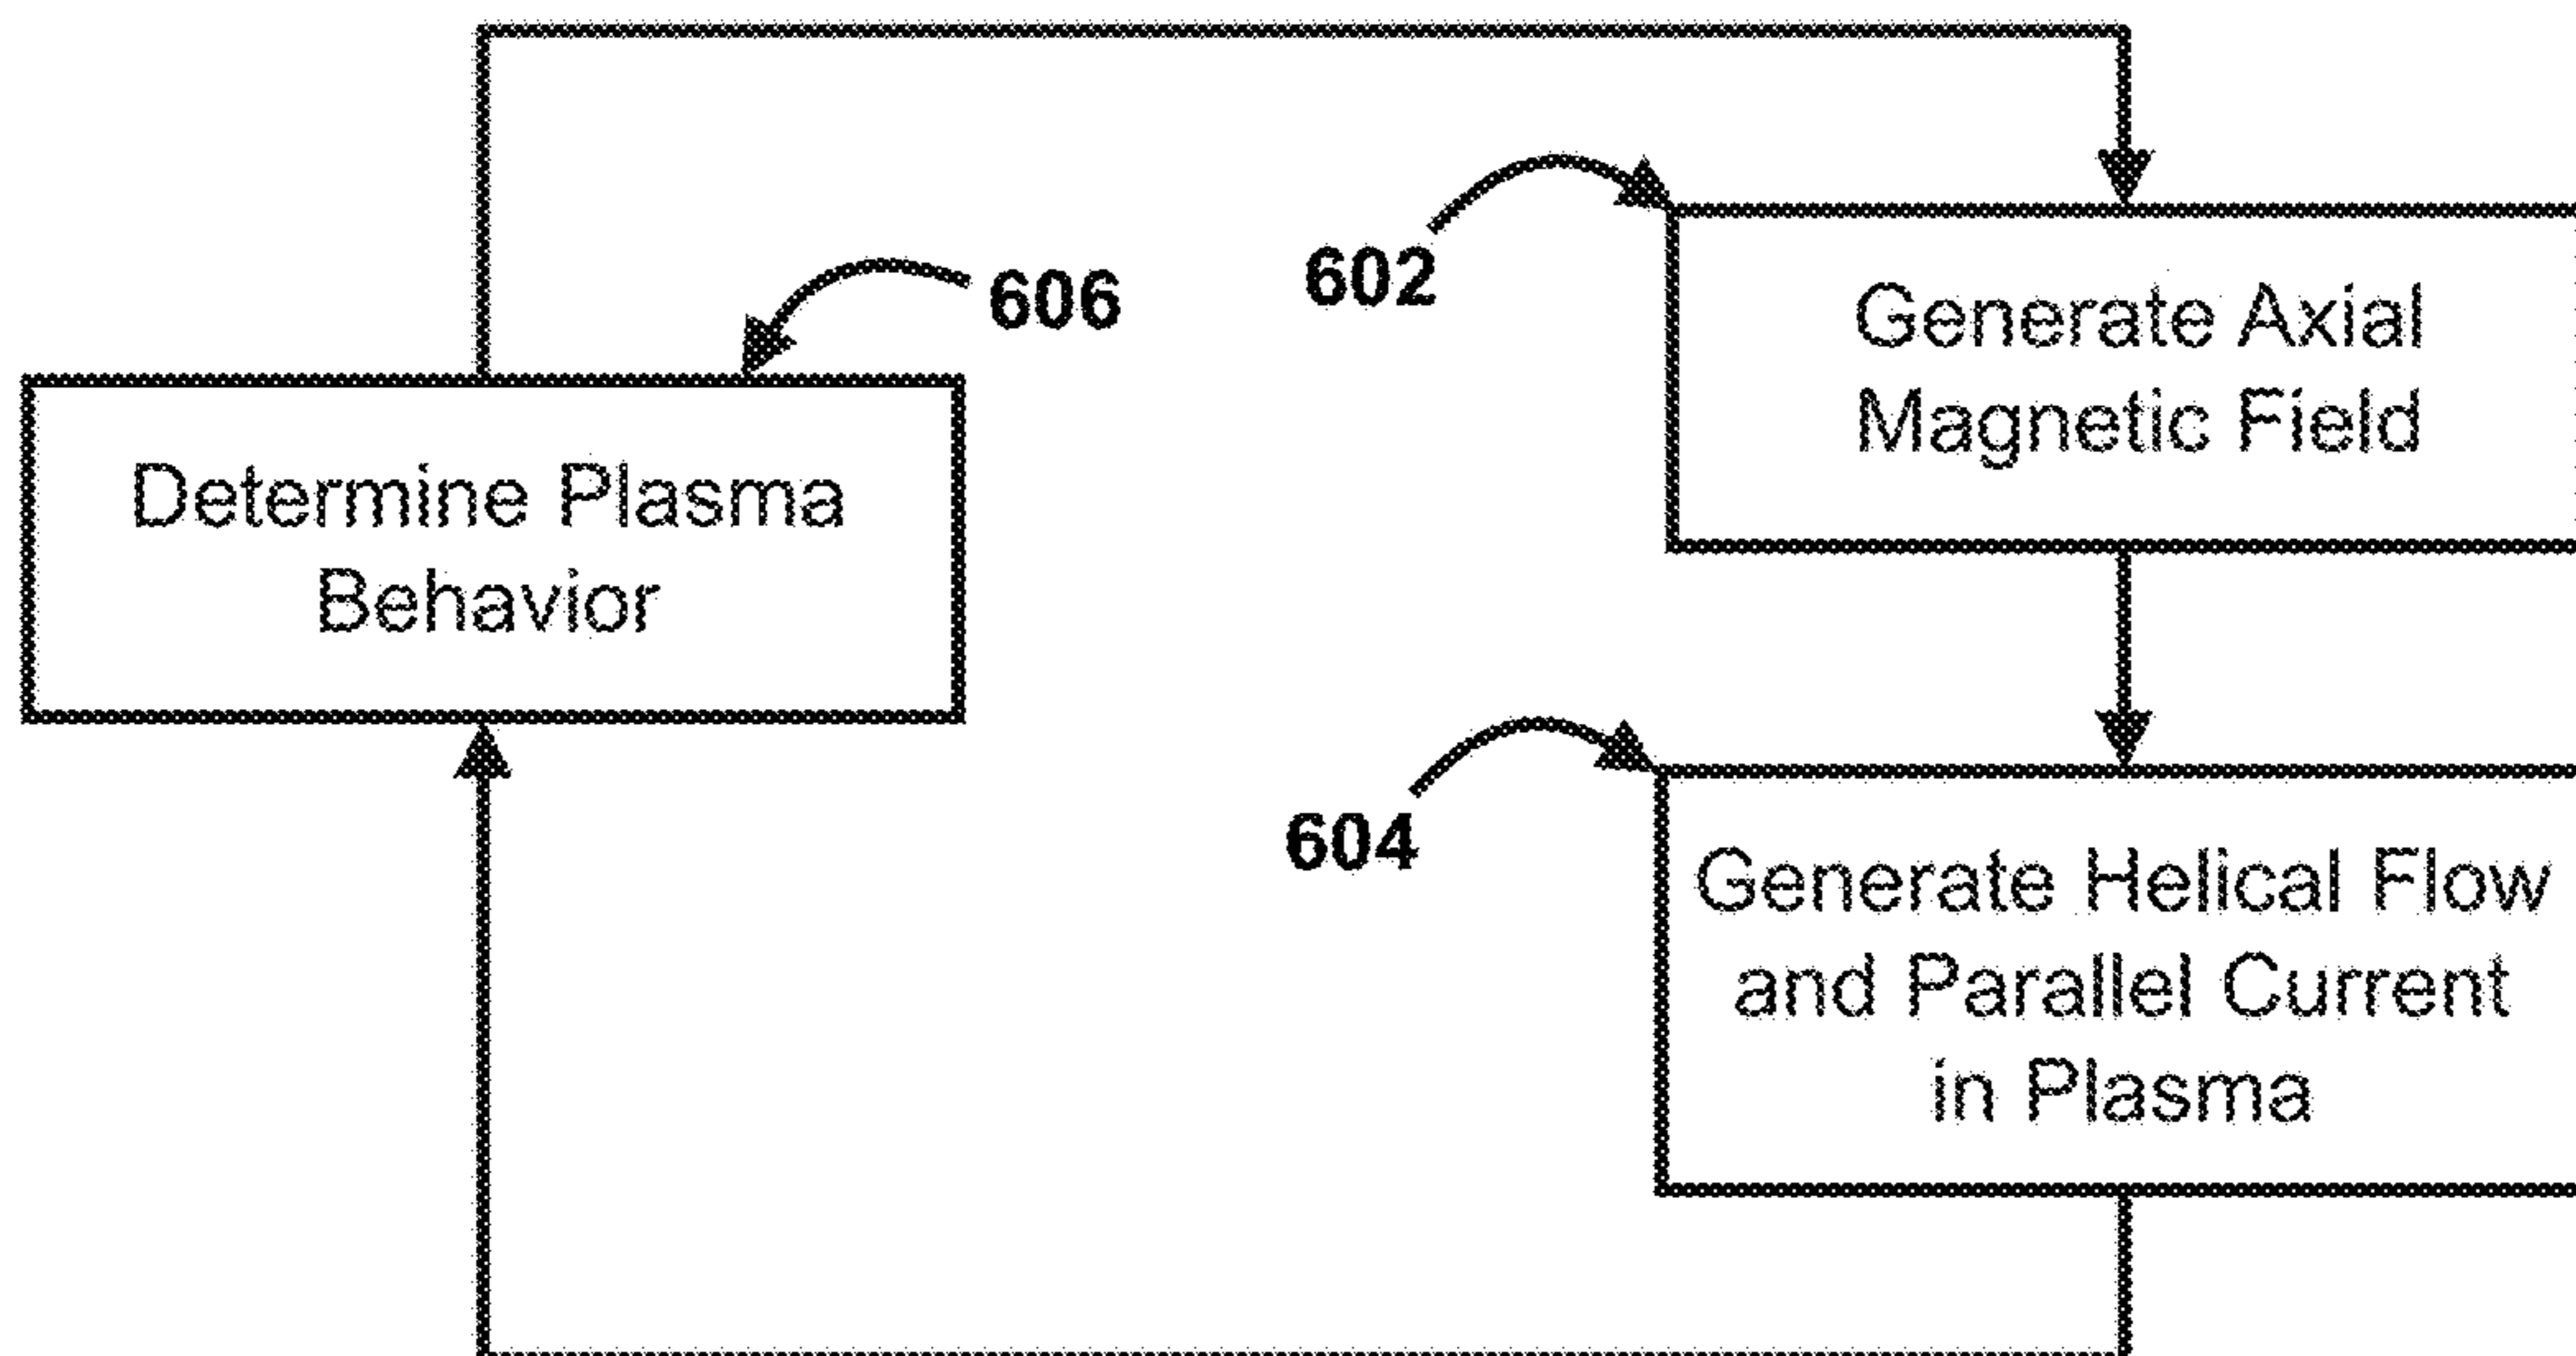 602
Generate Axial
Magnetic Field
606
Determine Plasma
Behavior
604
Generate Helical Flow
and Parallel Current
in Plasma